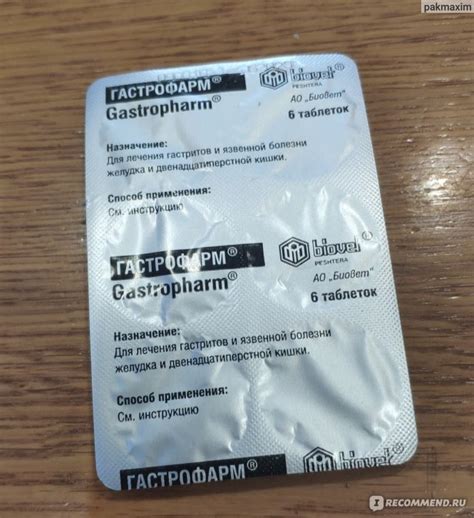 pakmaxim
ГАСТРОФАРМ®
Gastropharm®
biovet®
PESHTERA
АО „Биовет”
6 таблеток
Назначение:
Для лечения гастритов и язвенной болезни
желудка и двенадцатиперстной кишки.
Способ применения:
См. инструкцию
ГАСТРОФАРМ®
Gastropharm®
biovet®
PESHTERA
АО „Биовет”
6 таблеток
Назначение:
Для лечения гастритов и язвенной болезни
желудка и двенадцатиперстной кишки.
Способ применения:
См. инструкцию
ГАСТРОФАРМ®
biovet®
IRECOMMEND.RU